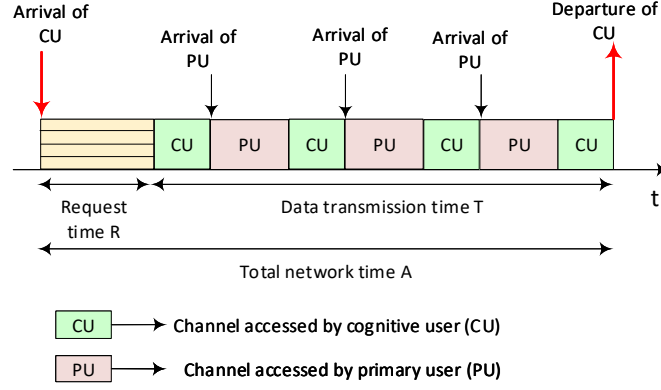 Arrival of
CU
Arrival of
PU
Arrival of
PU
Arrival of
PU
Departure of
CU
CU
PU
CU
PU
CU
PU
CU
t
Request
time R
Data transmission time T
Total network time A
CU
Channel accessed by cognitive user (CU)
PU
Channel accessed by primary user (PU)